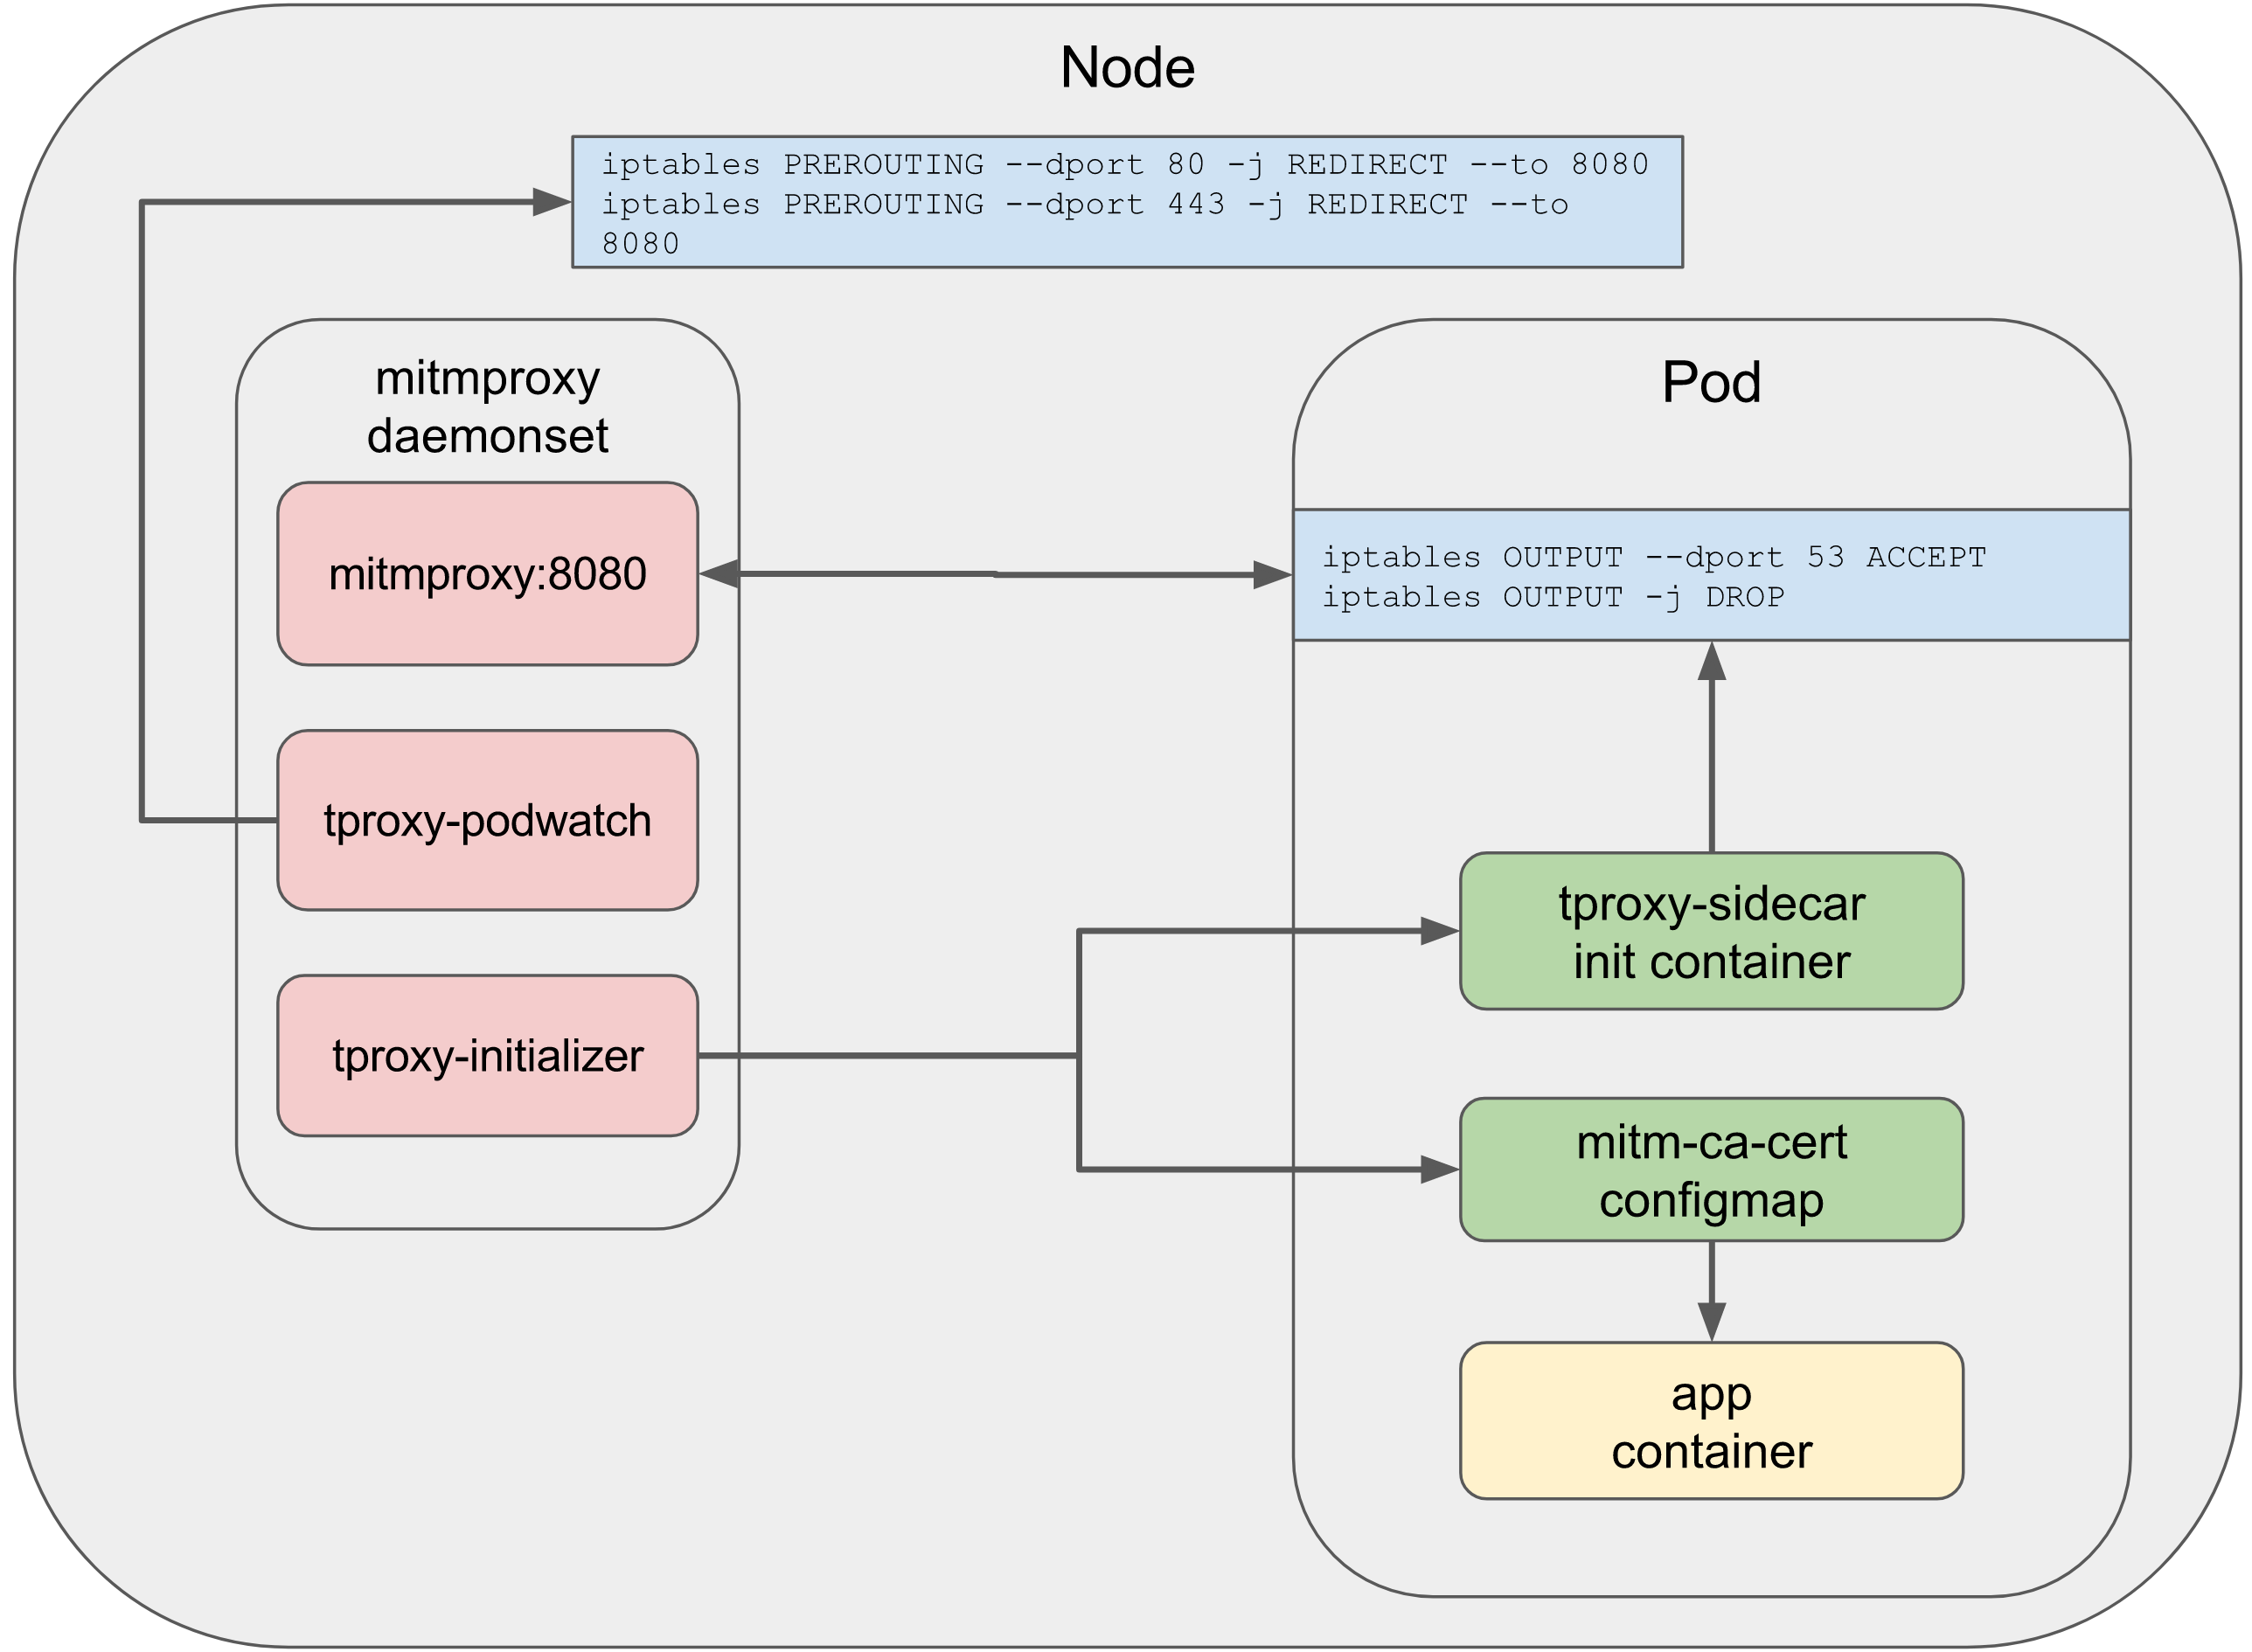 Node
iptables PREROUTING --dport 80 -j REDIRECT --to 8080
iptables PREROUTING --dport 443 -j REDIRECT --to
8080
mitmproxy
daemonset
mitmproxy:8080
tproxy-podwatch
tproxy-initializer
Pod
iptables OUTPUT --dport 53 ACCEPT
iptables OUTPUT -j DROP
tproxy-sidecar
init container
mitm-ca-cert
configmap
app
container